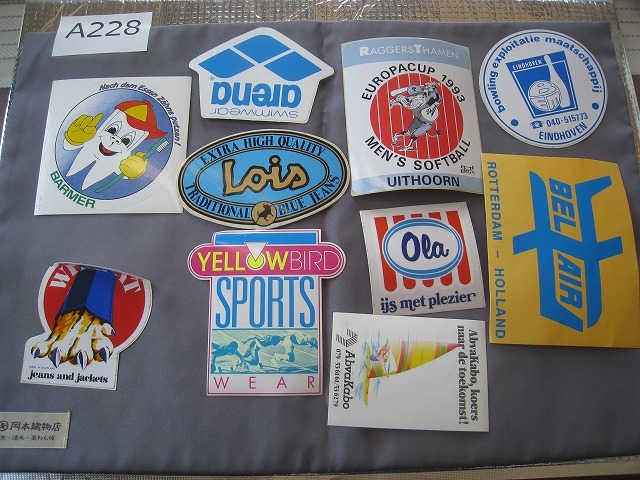 A228
Nach dem Essen Zähne putzen!
BARMER
arena
swimwear
EXTRA HIGH QUALITY
Lois
TRADITIONAL BLUE JEANS
RAGGERS THAMEN
EUROPACUP 1993
MEN'S SOFTBALL
UITHOORN
bowling exploitatie maatschappij
EINDHOVEN
040-515773
EINDHOVEN
BEL AIR
ROTTERDAM - HOLLAND
Ola
ijs met plezier
YELLOWBIRD
SPORTS
WEAR
jeans and jackets
AbvaKabo, koers
naar de toekomst!
AbvaKabo
岡本織物店